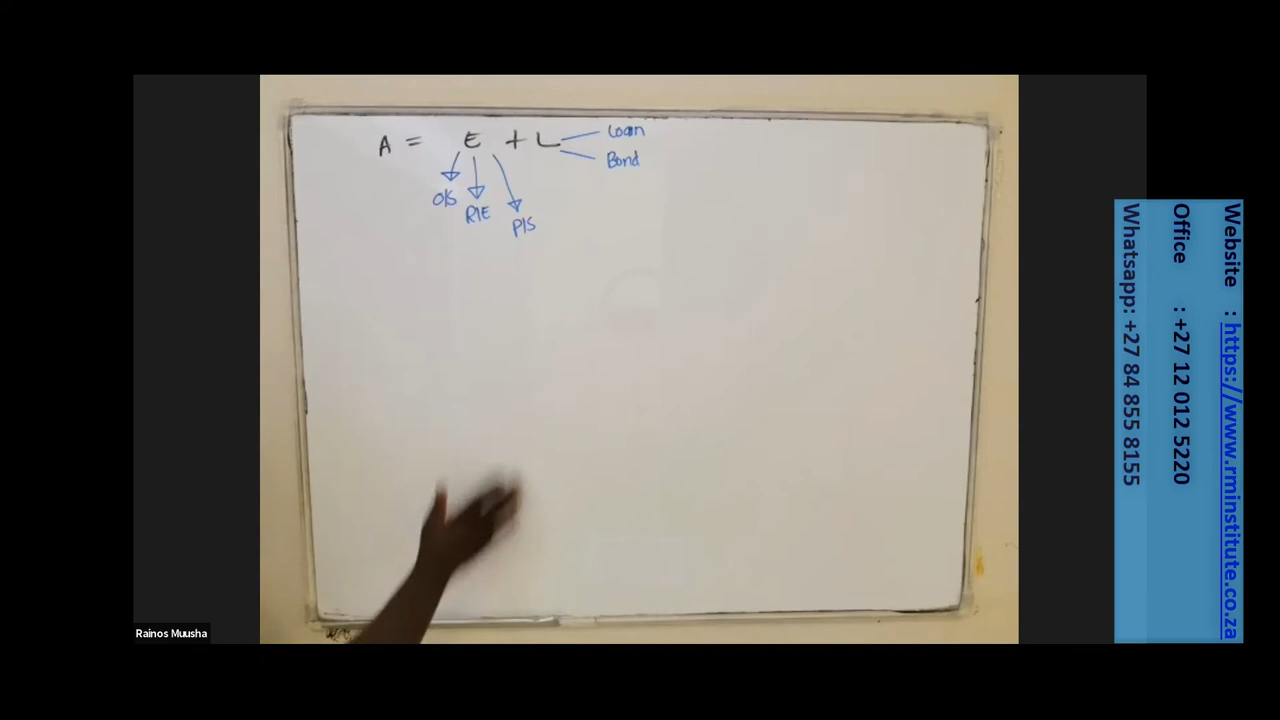 A = E + L
Loan
Bond
O/S
R/E
P/S
Rainos Muusha
Website : https://www.rminstitute.co.za
Office : +27 12 012 5220
Whatsapp: +27 84 855 8155